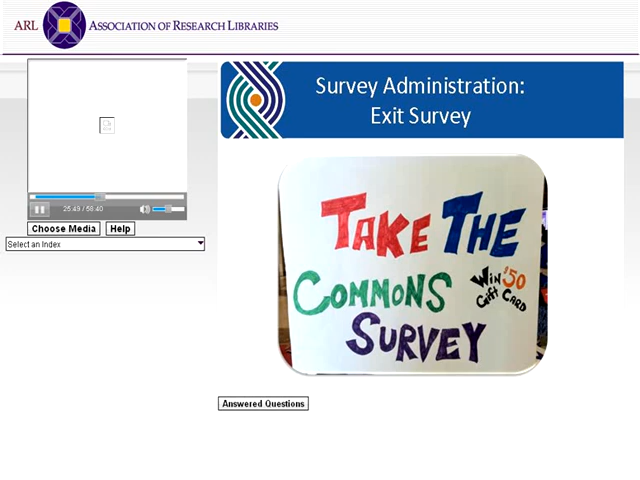 ARL ASSOCIATION OF RESEARCH LIBRARIES
25:49 / 58:40
Choose Media Help
Select an Index
Survey Administration:
Exit Survey
TAKE THE
COMMONS
WIN $50
Gift CARD
SURVEY
Answered Questions